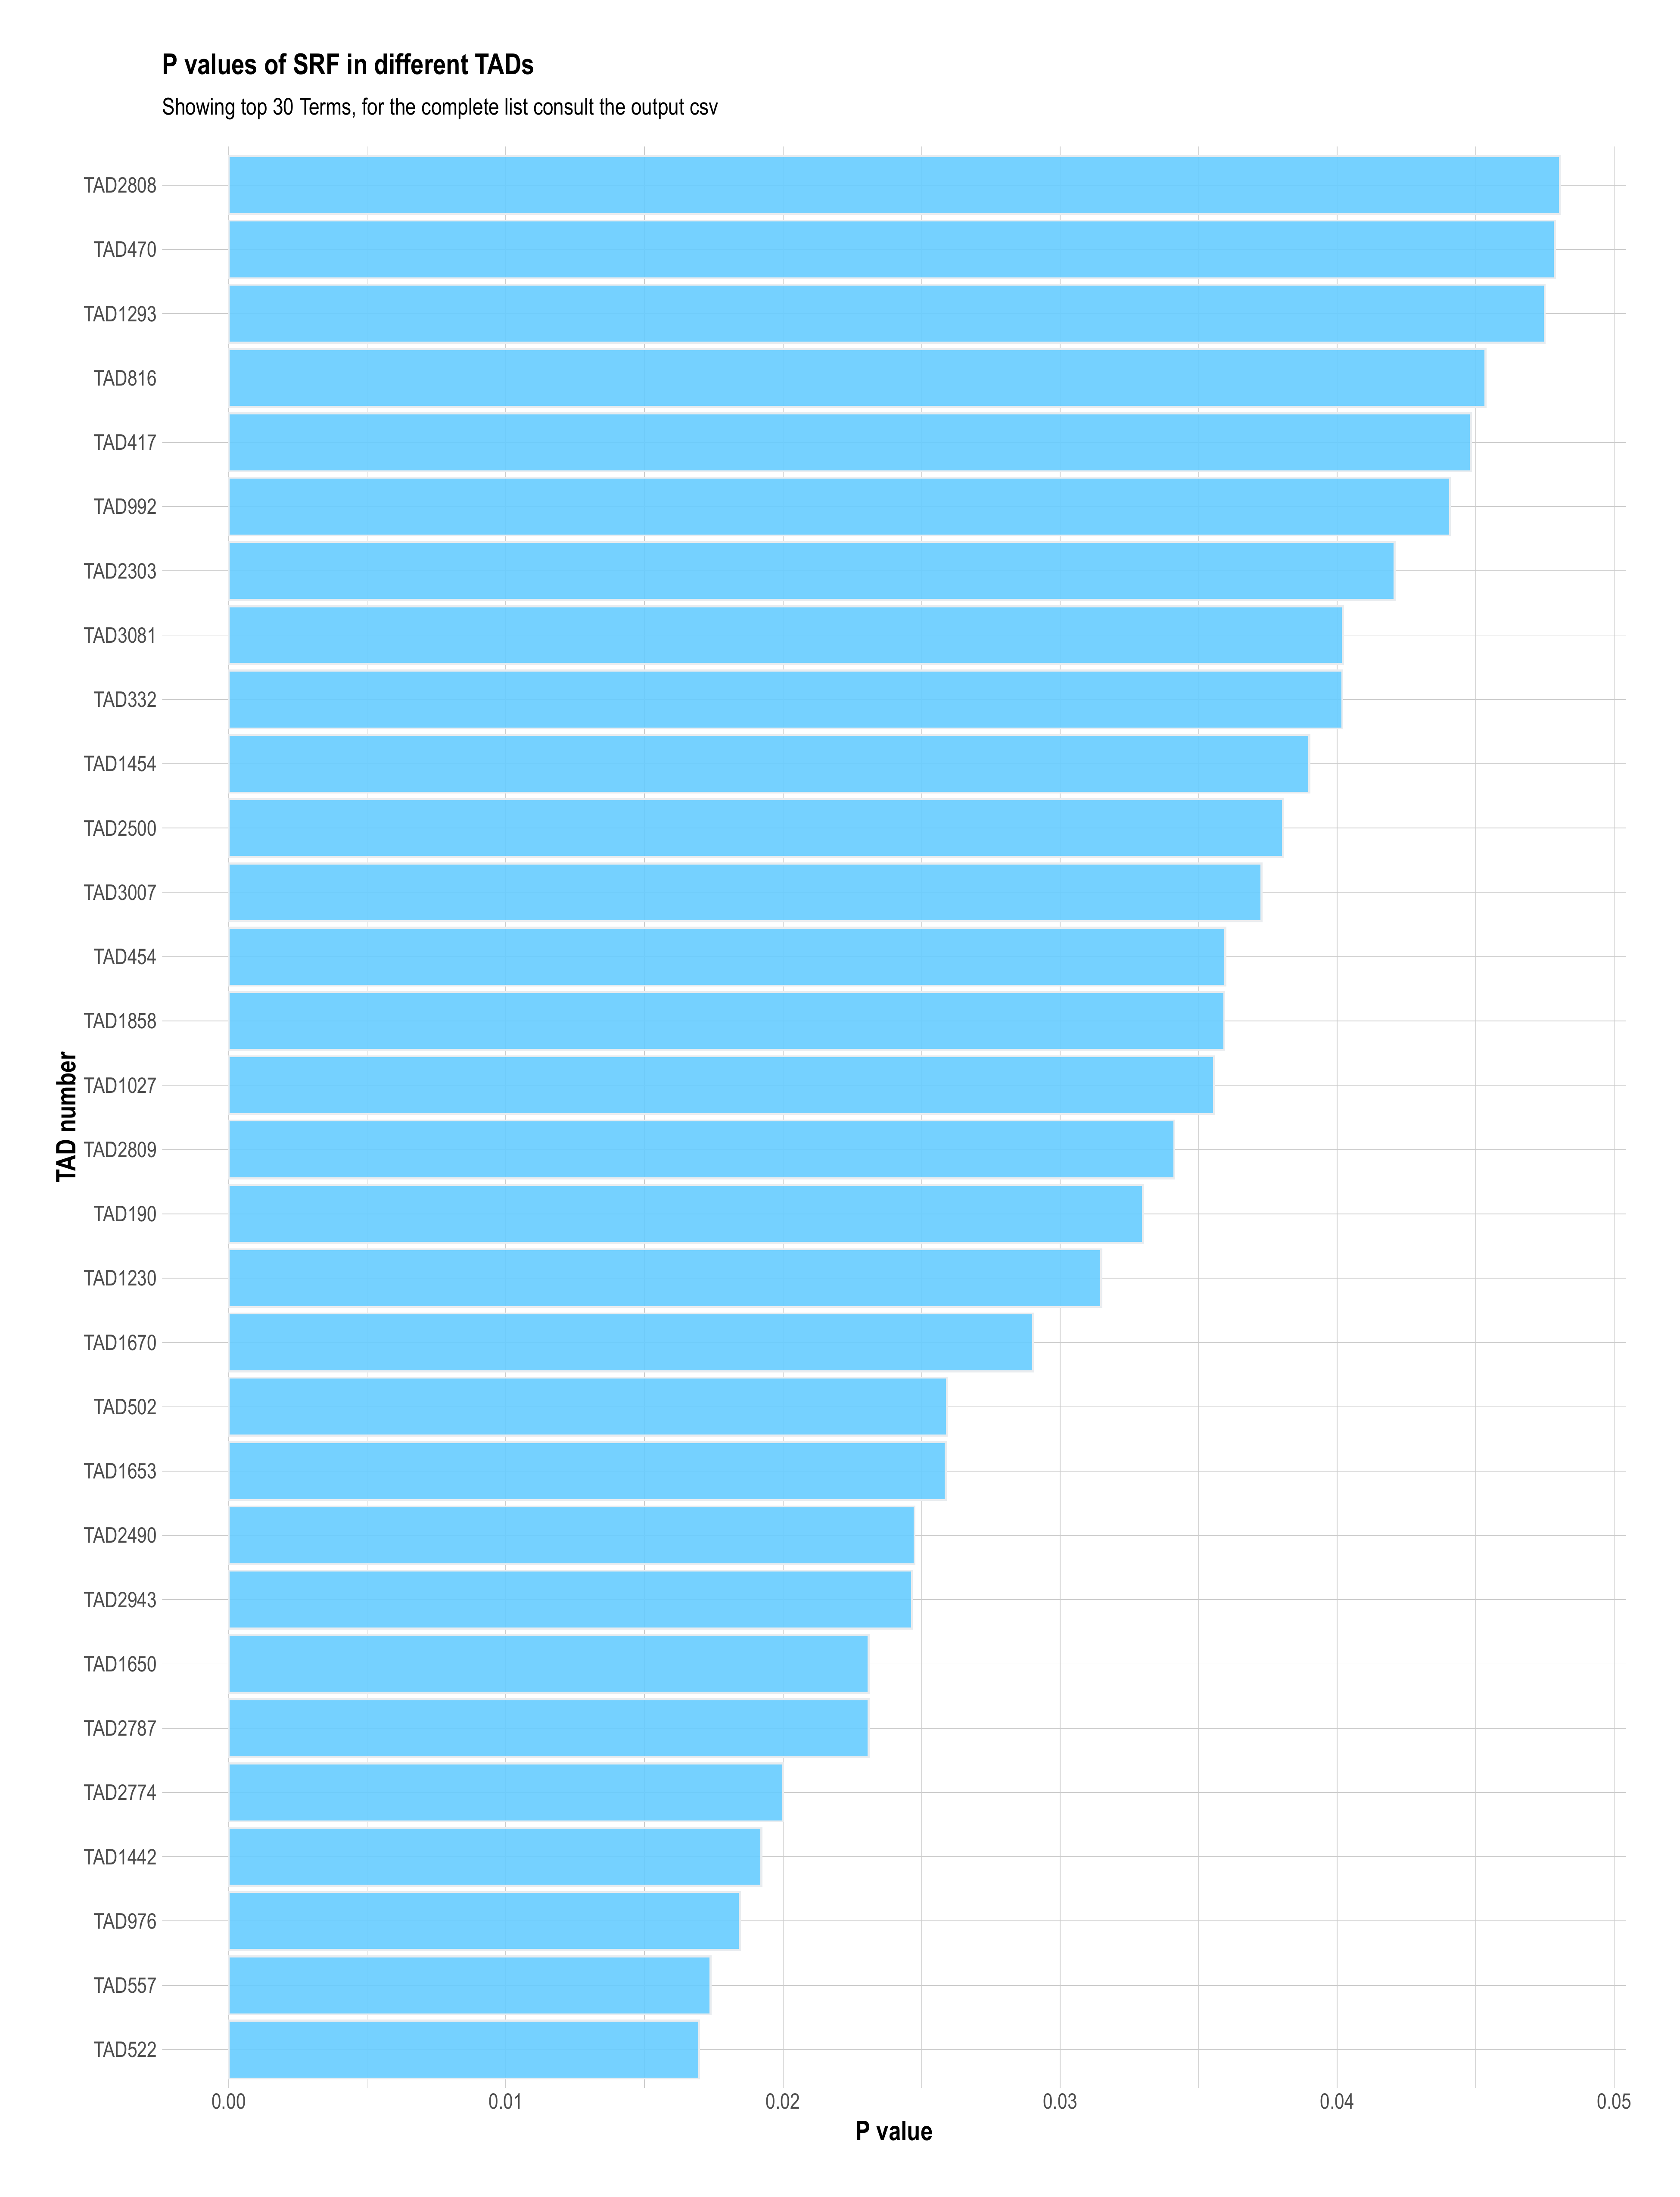 P values of SRF in different TADs
Showing top 30 Terms, for the complete list consult the output csv
TAD2808
TAD470
TAD1293
TAD816
TAD417
TAD992
TAD2303
TAD3081
TAD332
TAD1454
TAD2500
TAD3007
TAD454
TAD1858
TAD1027
TAD2809
TAD190
TAD1230
TAD1670
TAD502
TAD1653
TAD2490
TAD2943
TAD1650
TAD2787
TAD2774
TAD1442
TAD976
TAD557
TAD522
TAD number
0.00 0.01 0.02 0.03 0.04 0.05
P value